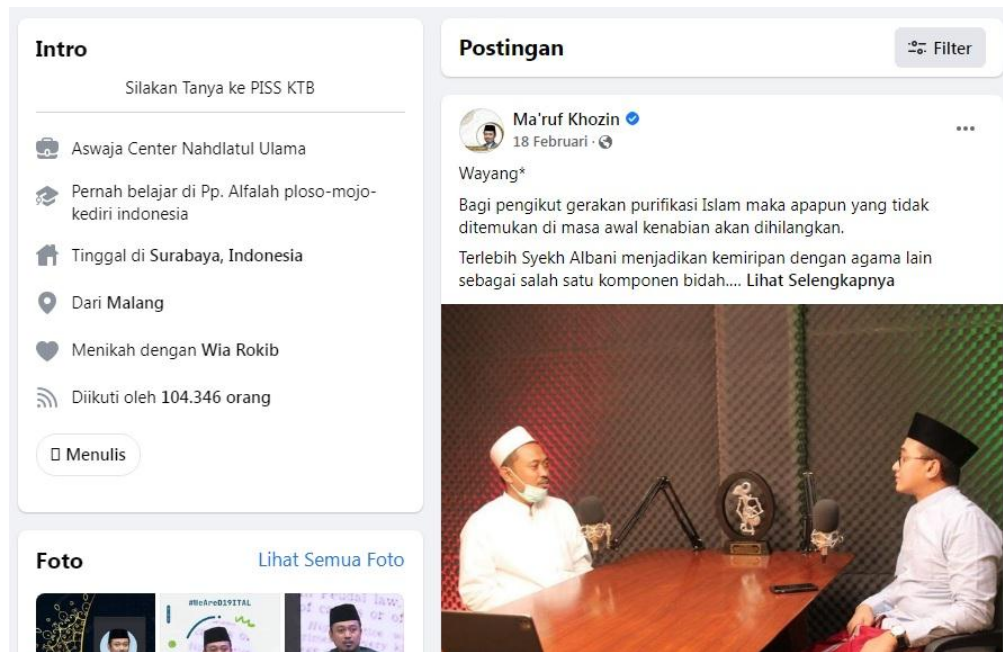 Intro
Silakan Tanya ke PISS KTB
Aswaja Center Nahdlatul Ulama
Pernah belajar di Pp. Alfalah ploso-mojo-
kediri indonesia
Tinggal di Surabaya, Indonesia
Dari Malang
Menikah dengan Wia Rokib
Diikuti oleh 104.346 orang
Menulis
Foto
Lihat Semua Foto
#WeAreD19ITAL
Postingan
Filter
Ma'ruf Khozin
18 Februari ·
Wayang*
Bagi pengikut gerakan purifikasi Islam maka apapun yang tidak
ditemukan di masa awal kenabian akan dihilangkan.
Terlebih Syekh Albani menjadikan kemiripan dengan agama lain
sebagai salah satu komponen bidah.... Lihat Selengkapnya